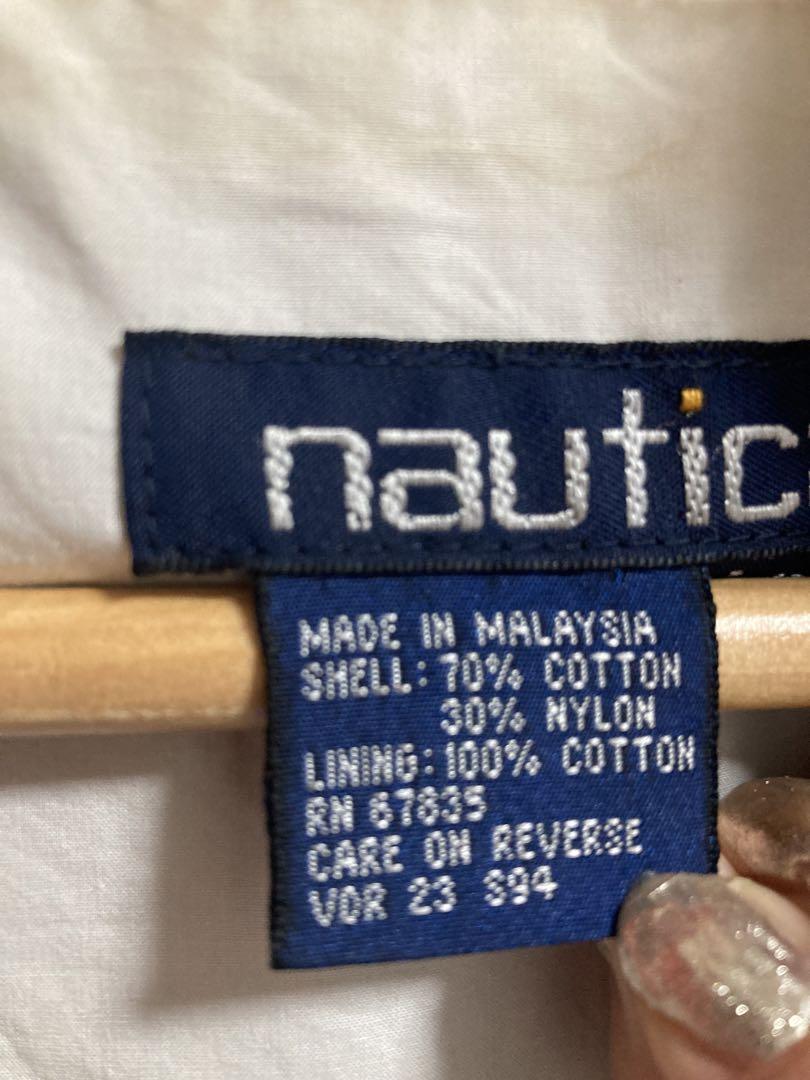 nautic
MADE IN MALAYSIA
SHELL: 70% COTTON
30% NYLON
LINING: 100% COTTON
RN 67835
CARE ON REVERSE
VOR 23 S94